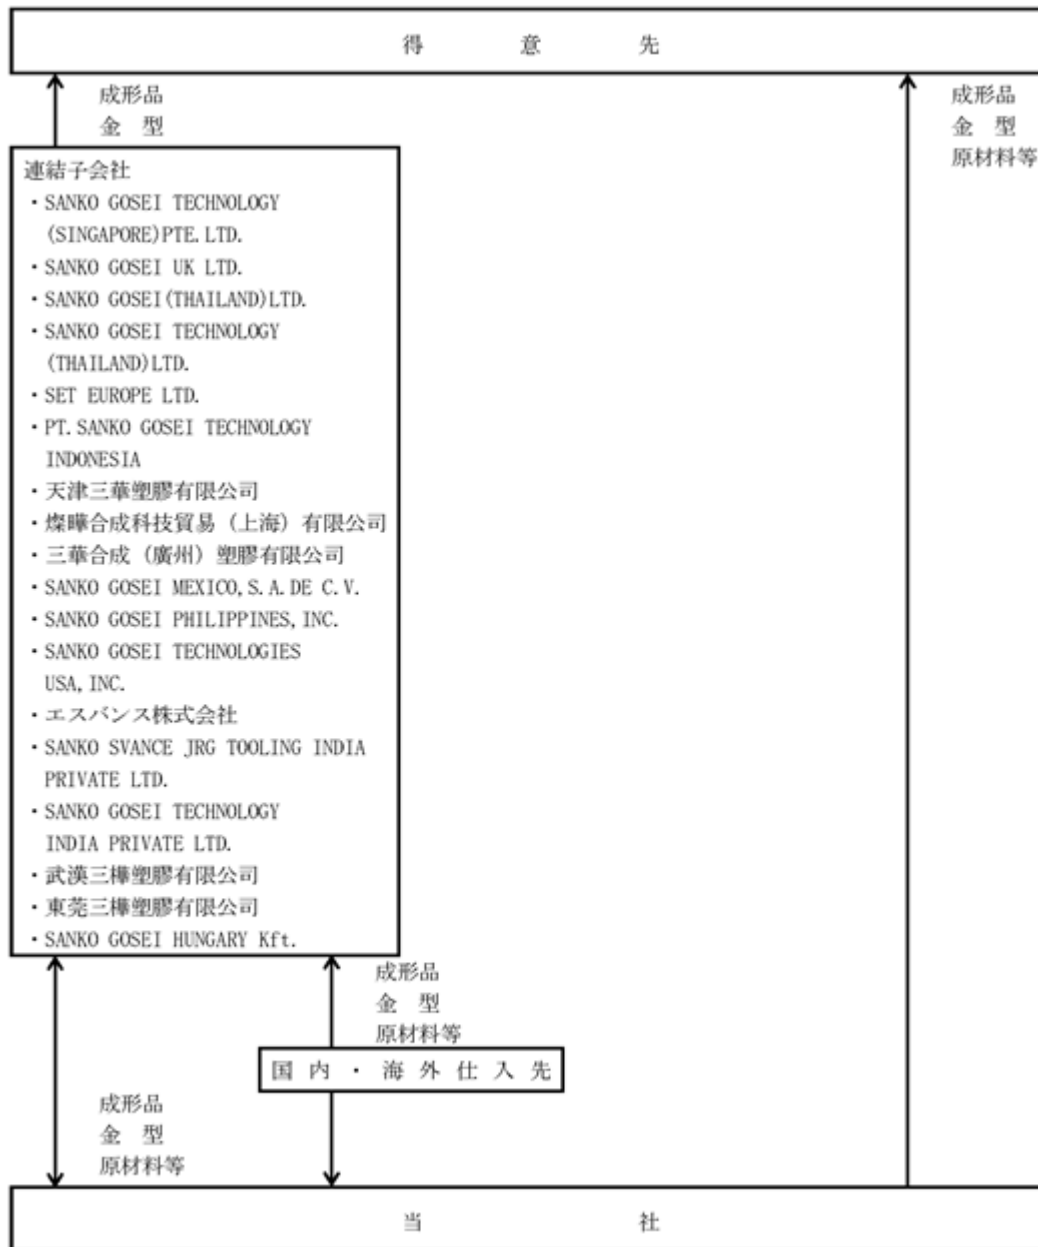 得意先
成形品
金型
成形品
金型
原材料等
連結子会社
・SANKO GOSEI TECHNOLOGY
(SINGAPORE)PTE.LTD.
・SANKO GOSEI UK LTD.
・SANKO GOSEI(THAILAND)LTD.
・SANKO GOSEI TECHNOLOGY
(THAILAND)LTD.
・SET EUROPE LTD.
・PT.SANKO GOSEI TECHNOLOGY
INDONESIA
・天津三華塑膠有限公司
・燦曄合成科技貿易（上海）有限公司
・三華合成（廣州）塑膠有限公司
・SANKO GOSEI MEXICO,S.A.DE C.V.
・SANKO GOSEI PHILIPPINES,INC.
・SANKO GOSEI TECHNOLOGIES
USA,INC.
・エスバンス株式会社
・SANKO SVANCE JRG TOOLING INDIA
PRIVATE LTD.
・SANKO GOSEI TECHNOLOGY
INDIA PRIVATE LTD.
・武漢三樺塑膠有限公司
・東莞三樺塑膠有限公司
・SANKO GOSEI HUNGARY Kft.
成形品
金型
原材料等
国内・海外仕入先
成形品
金型
原材料等
当社